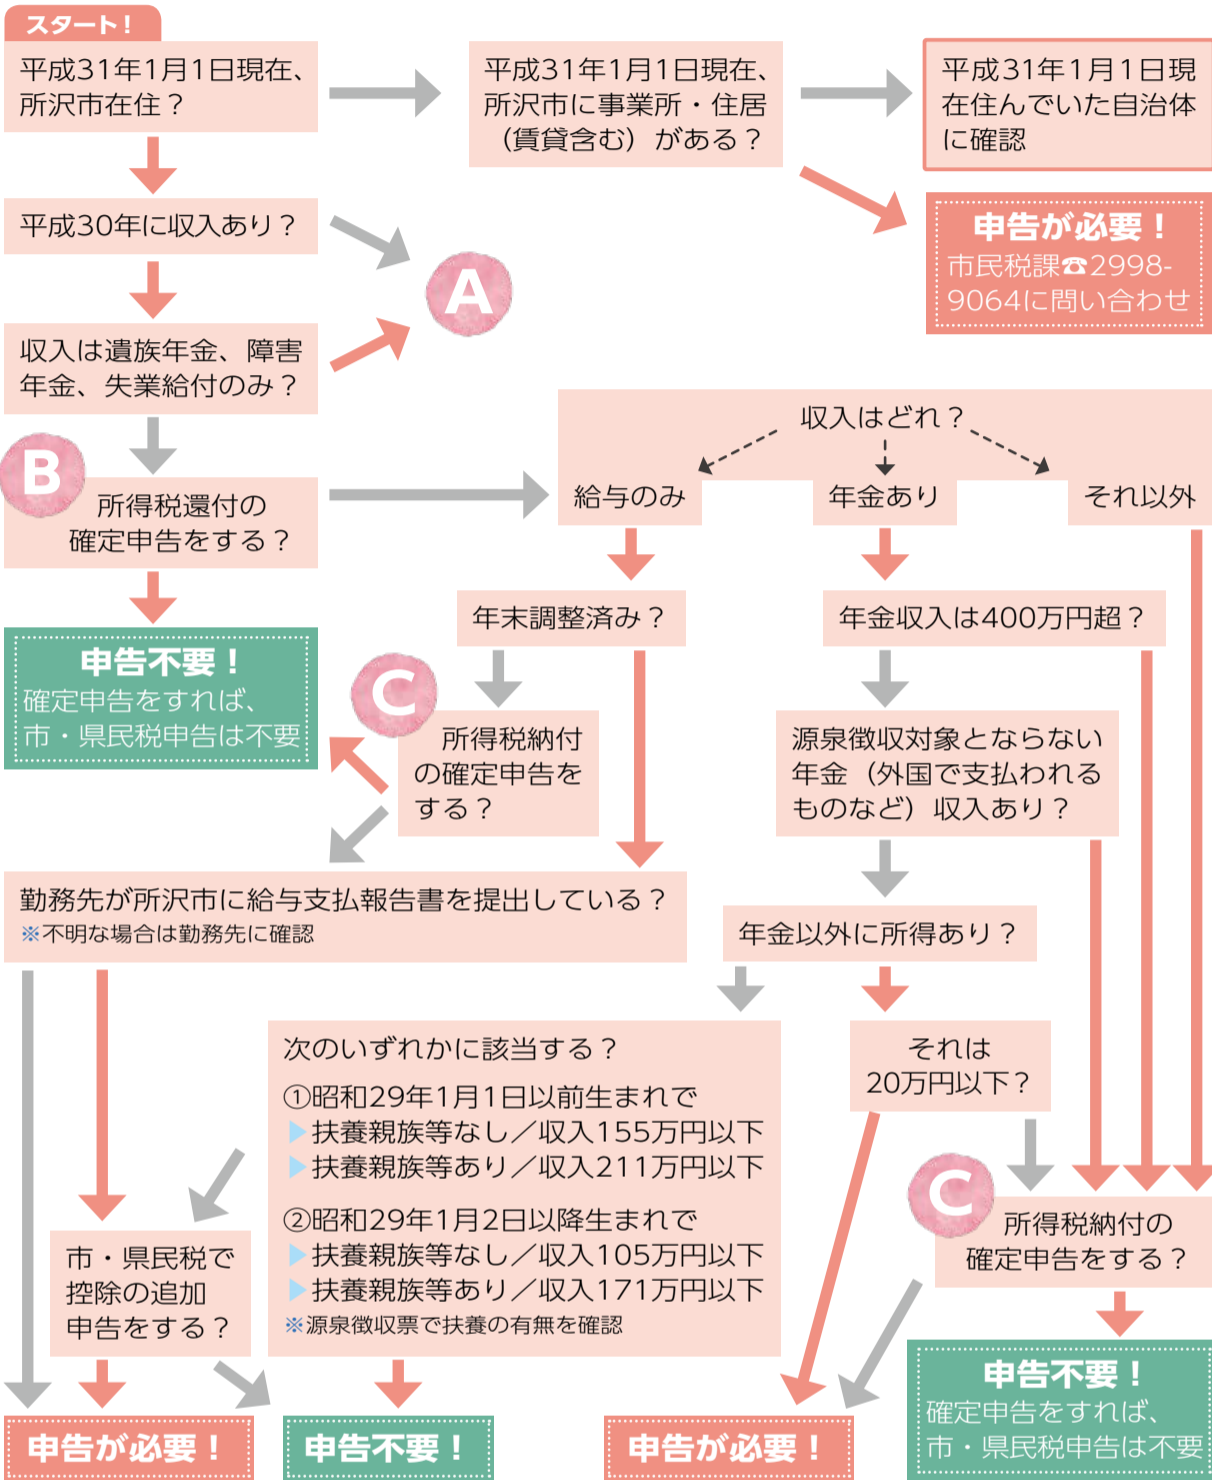 スタート！
平成31年1月1日現在、
所沢市在住？
平成31年1月1日現在、
所沢市に事業所・住居
（賃貸含む）がある？
平成31年1月1日現
在住んでいた自治体
に確認
申告が必要！
市民税課☎2998-
9064に問い合わせ
平成30年に収入あり？
A
収入は遺族年金、障害
年金、失業給付のみ？
B
所得税還付の
確定申告をする？
収入はどれ？
給与のみ
年金あり
それ以外
申告不要！
確定申告をすれば、
市・県民税申告は不要
年末調整済み？
年金収入は400万円超？
C
所得税納付
の確定申告を
する？
源泉徴収対象とならない
年金（外国で支払われる
ものなど）収入あり？
勤務先が所沢市に給与支払報告書を提出している？
※不明な場合は勤務先に確認
年金以外に所得あり？
次のいずれかに該当する？
①昭和29年1月1日以前生まれで
▶扶養親族等なし／収入155万円以下
▶扶養親族等あり／収入211万円以下
②昭和29年1月2日以降生まれで
▶扶養親族等なし／収入105万円以下
▶扶養親族等あり／収入171万円以下
※源泉徴収票で扶養の有無を確認
それは
20万円以下？
C
所得税納付の
確定申告をする？
市・県民税で
控除の追加
申告をする？
申告が必要！
申告不要！
申告が必要！
申告不要！
確定申告をすれば、
市・県民税申告は不要